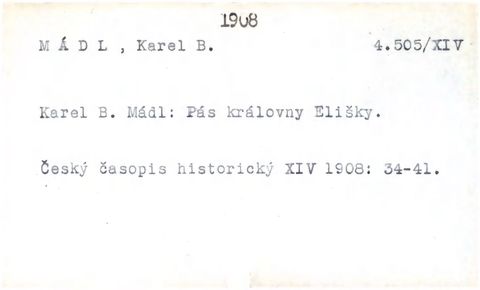 1908
M Á D L , Karel B. 4.505/XIV
Karel B. Mádl: Pás královny Elišky.
Český časopis historický XIV 1908: 34-41.